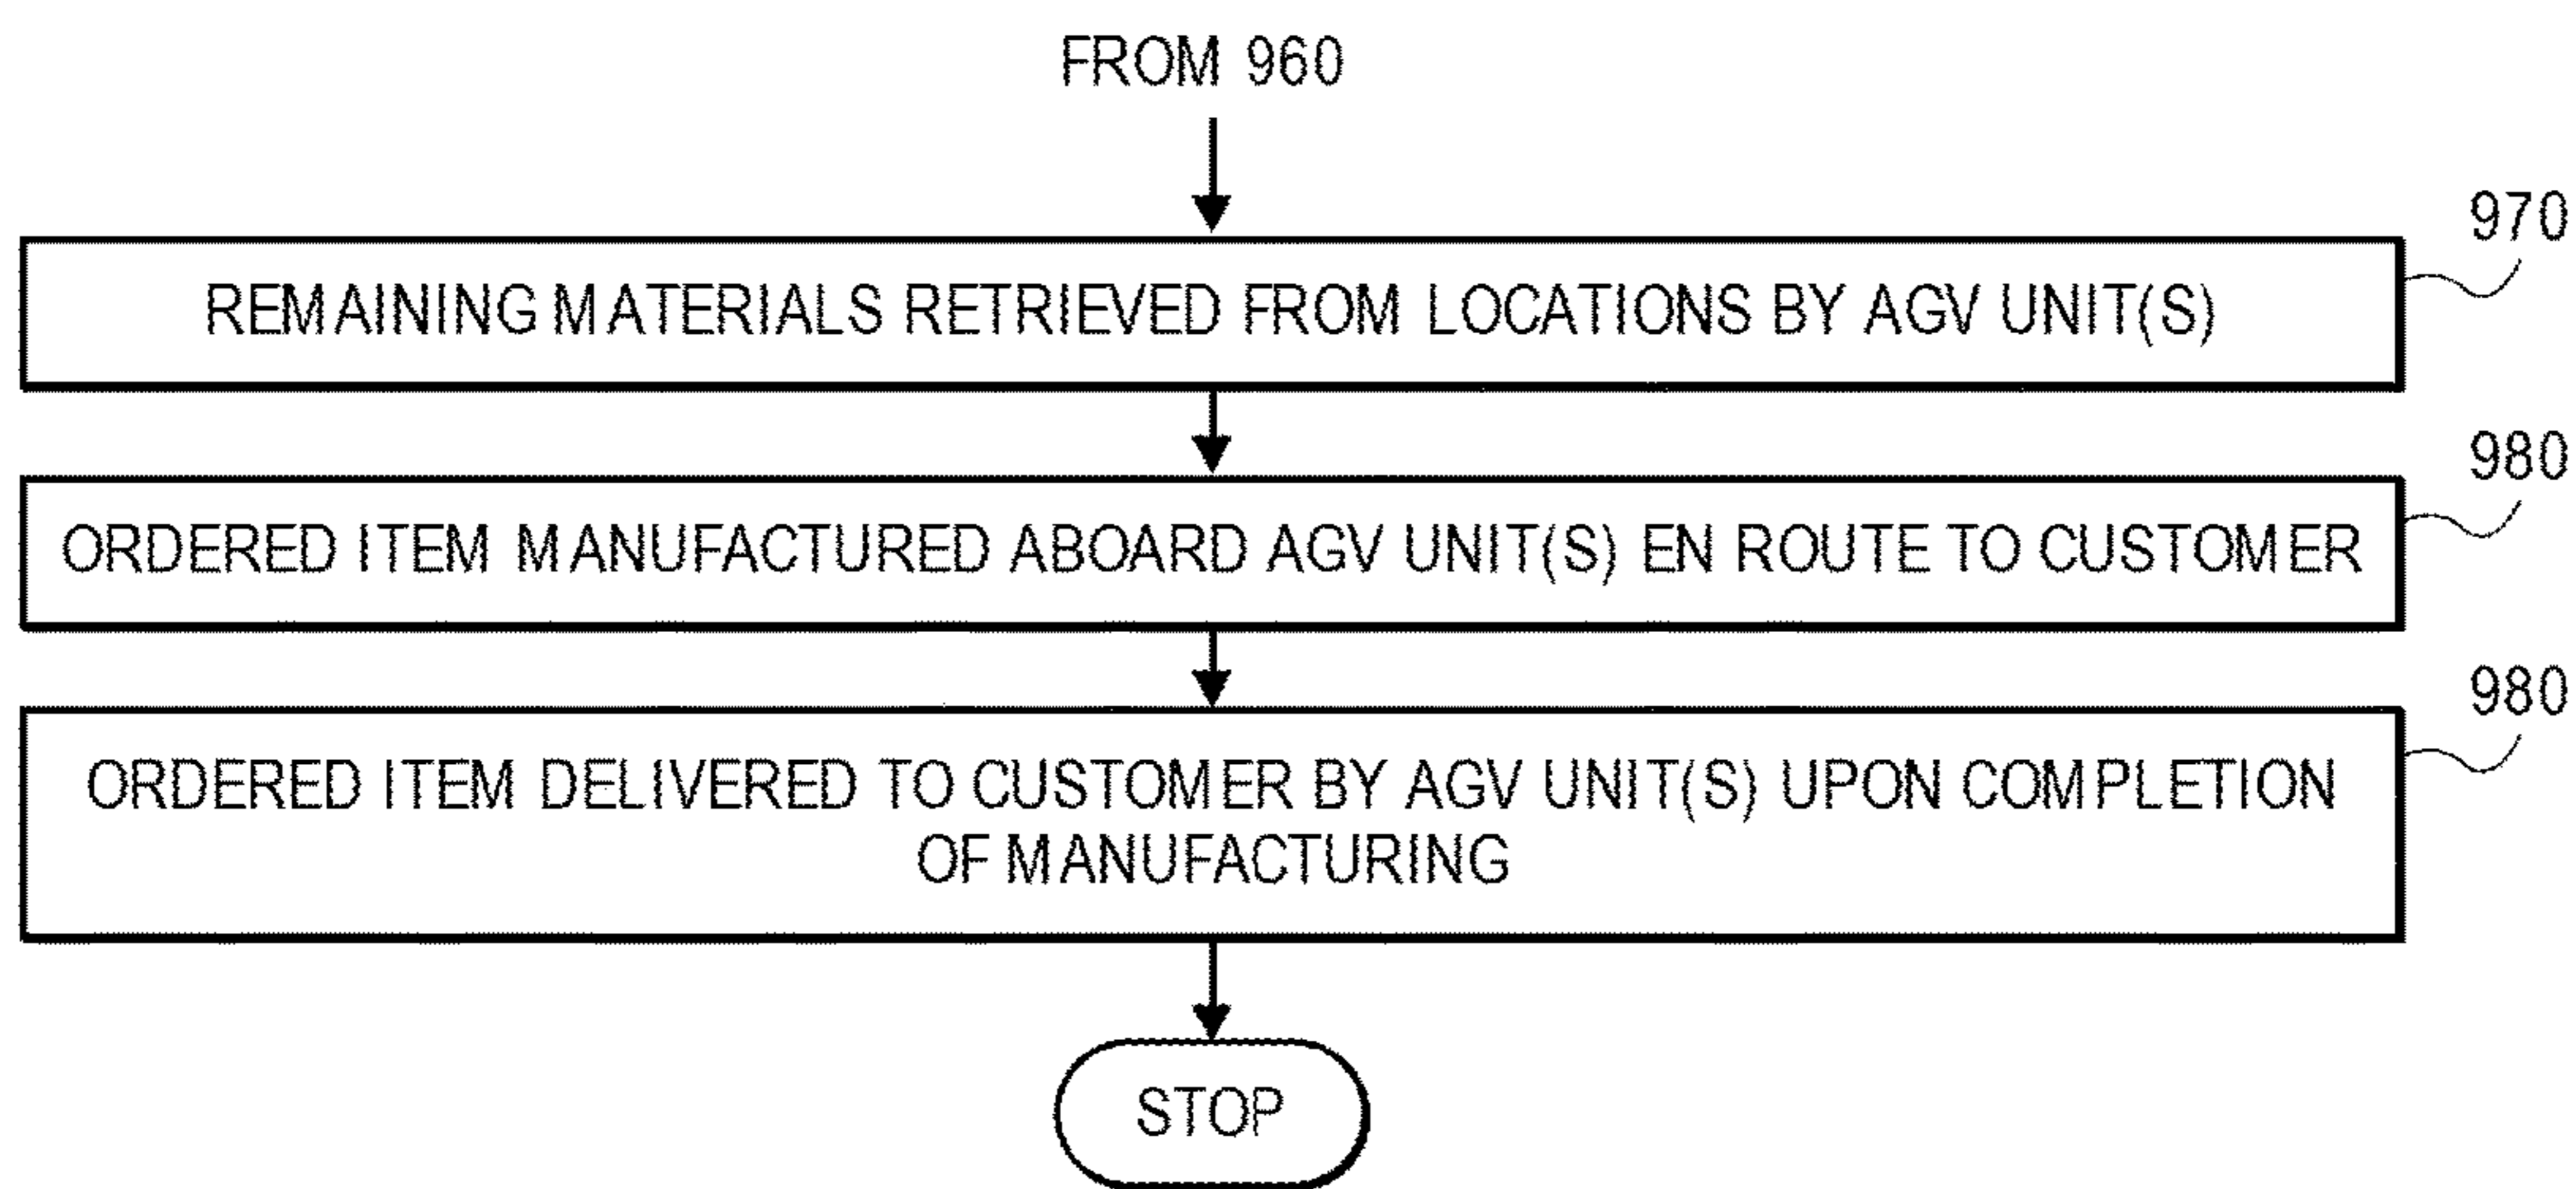 FROM 960
970
REMAINING MATERIALS RETRIEVED FROM LOCATIONS BY AGV UNIT(S)
980
ORDERED ITEM MANUFACTURED ABOARD AGV UNIT(S) EN ROUTE TO CUSTOMER
980
ORDERED ITEM DELIVERED TO CUSTOMER BY AGV UNIT(S) UPON COMPLETION
OF MANUFACTURING
STOP